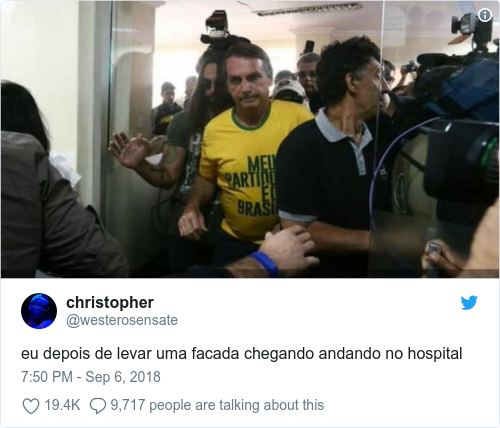 MEU
PARTIDO
É O
BRASIL
christopher
@westerosensate
eu depois de levar uma facada chegando andando no hospital
7:50 PM - Sep 6, 2018
19.4K 9,717 people are talking about this